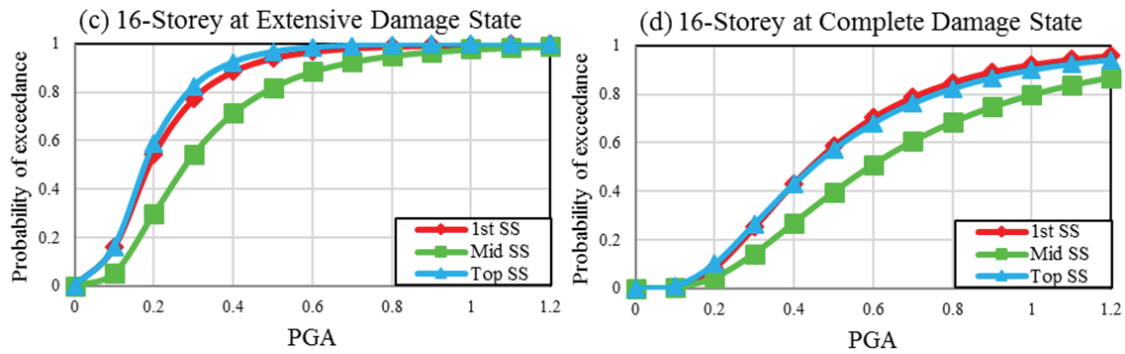 (c) 16-Storey at Extensive Damage State
Probability of exceedance
1
0.8
0.6
0.4
0.2
0
0 0.2 0.4 0.6 0.8 1 1.2
PGA
1st SS
Mid SS
Top SS
(d) 16-Storey at Complete Damage State
Probability of exceedance
1
0.8
0.6
0.4
0.2
0
0 0.2 0.4 0.6 0.8 1 1.2
PGA
1st SS
Mid SS
Top SS